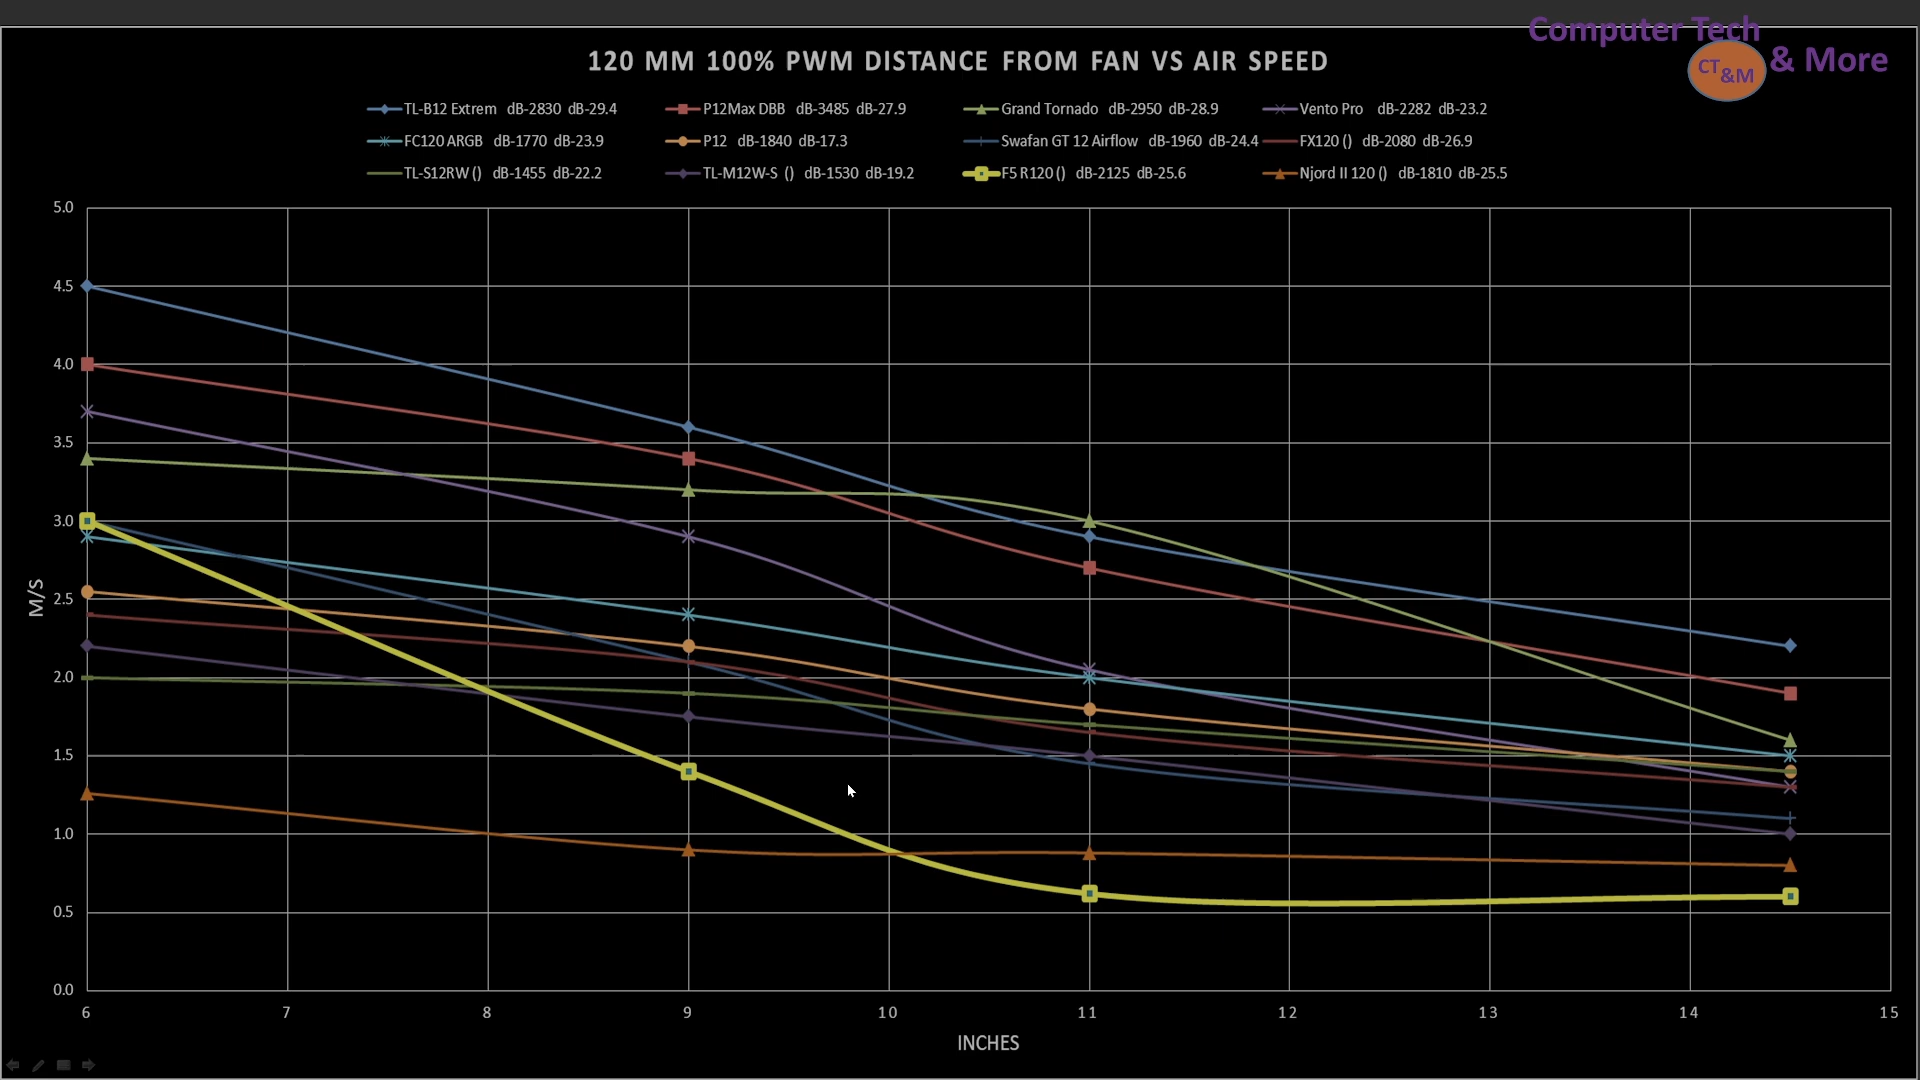 Computer Tech
CT &M & More
120 MM 100% PWM DISTANCE FROM FAN VS AIR SPEED
TL-B12 Extrem dB-2830 dB-29.4 P12Max DBB dB-3485 dB-27.9 Grand Tornado dB-2950 dB-28.9 Vento Pro dB-2282 dB-23.2
FC120 ARGB dB-1770 dB-23.9 P12 dB-1840 dB-17.3 Swafan GT 12 Airflow dB-1960 dB-24.4 FX120 () dB-2080 dB-26.9
TL-S12RW () dB-1455 dB-22.2 TL-M12W-S () dB-1530 dB-19.2 F5 R120 () dB-2125 dB-25.6 Njord II 120 () dB-1810 dB-25.5
5.0
4.5
4.0
3.5
3.0
2.5
2.0
1.5
1.0
0.5
0.0
M/S
6 7 8 9 10 11 12 13 14 15
INCHES